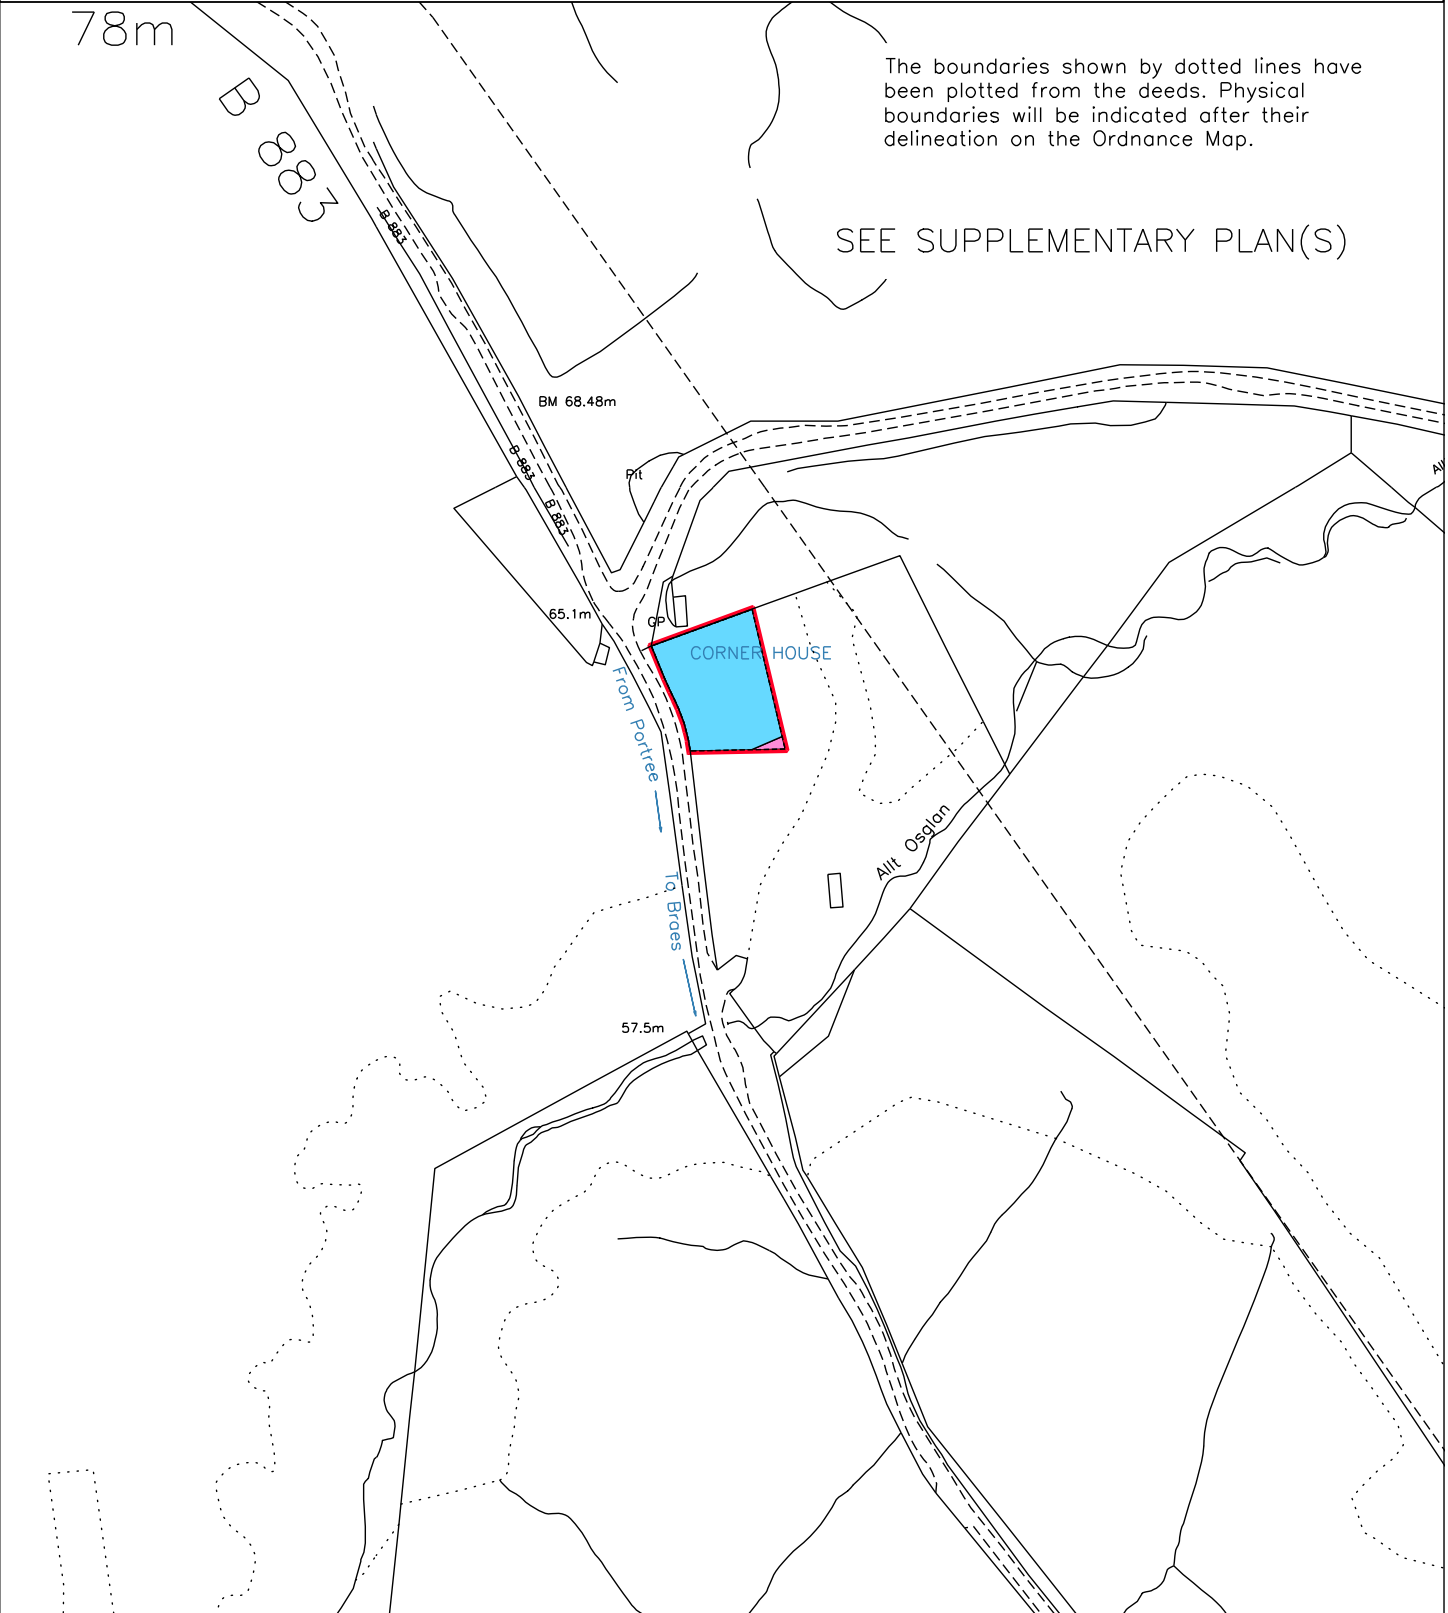 78m
The boundaries shown by dotted lines have
been plotted from the deeds. Physical
boundaries will be indicated after their
delineation on the Ordnance Map.
B 883
B 883
SEE SUPPLEMENTARY PLAN(S)
BM 68.48m
B 883
Pit
B 883
65.1m
GP
CORNER HOUSE
From Portree
Allt Osglan
To Braes
57.5m